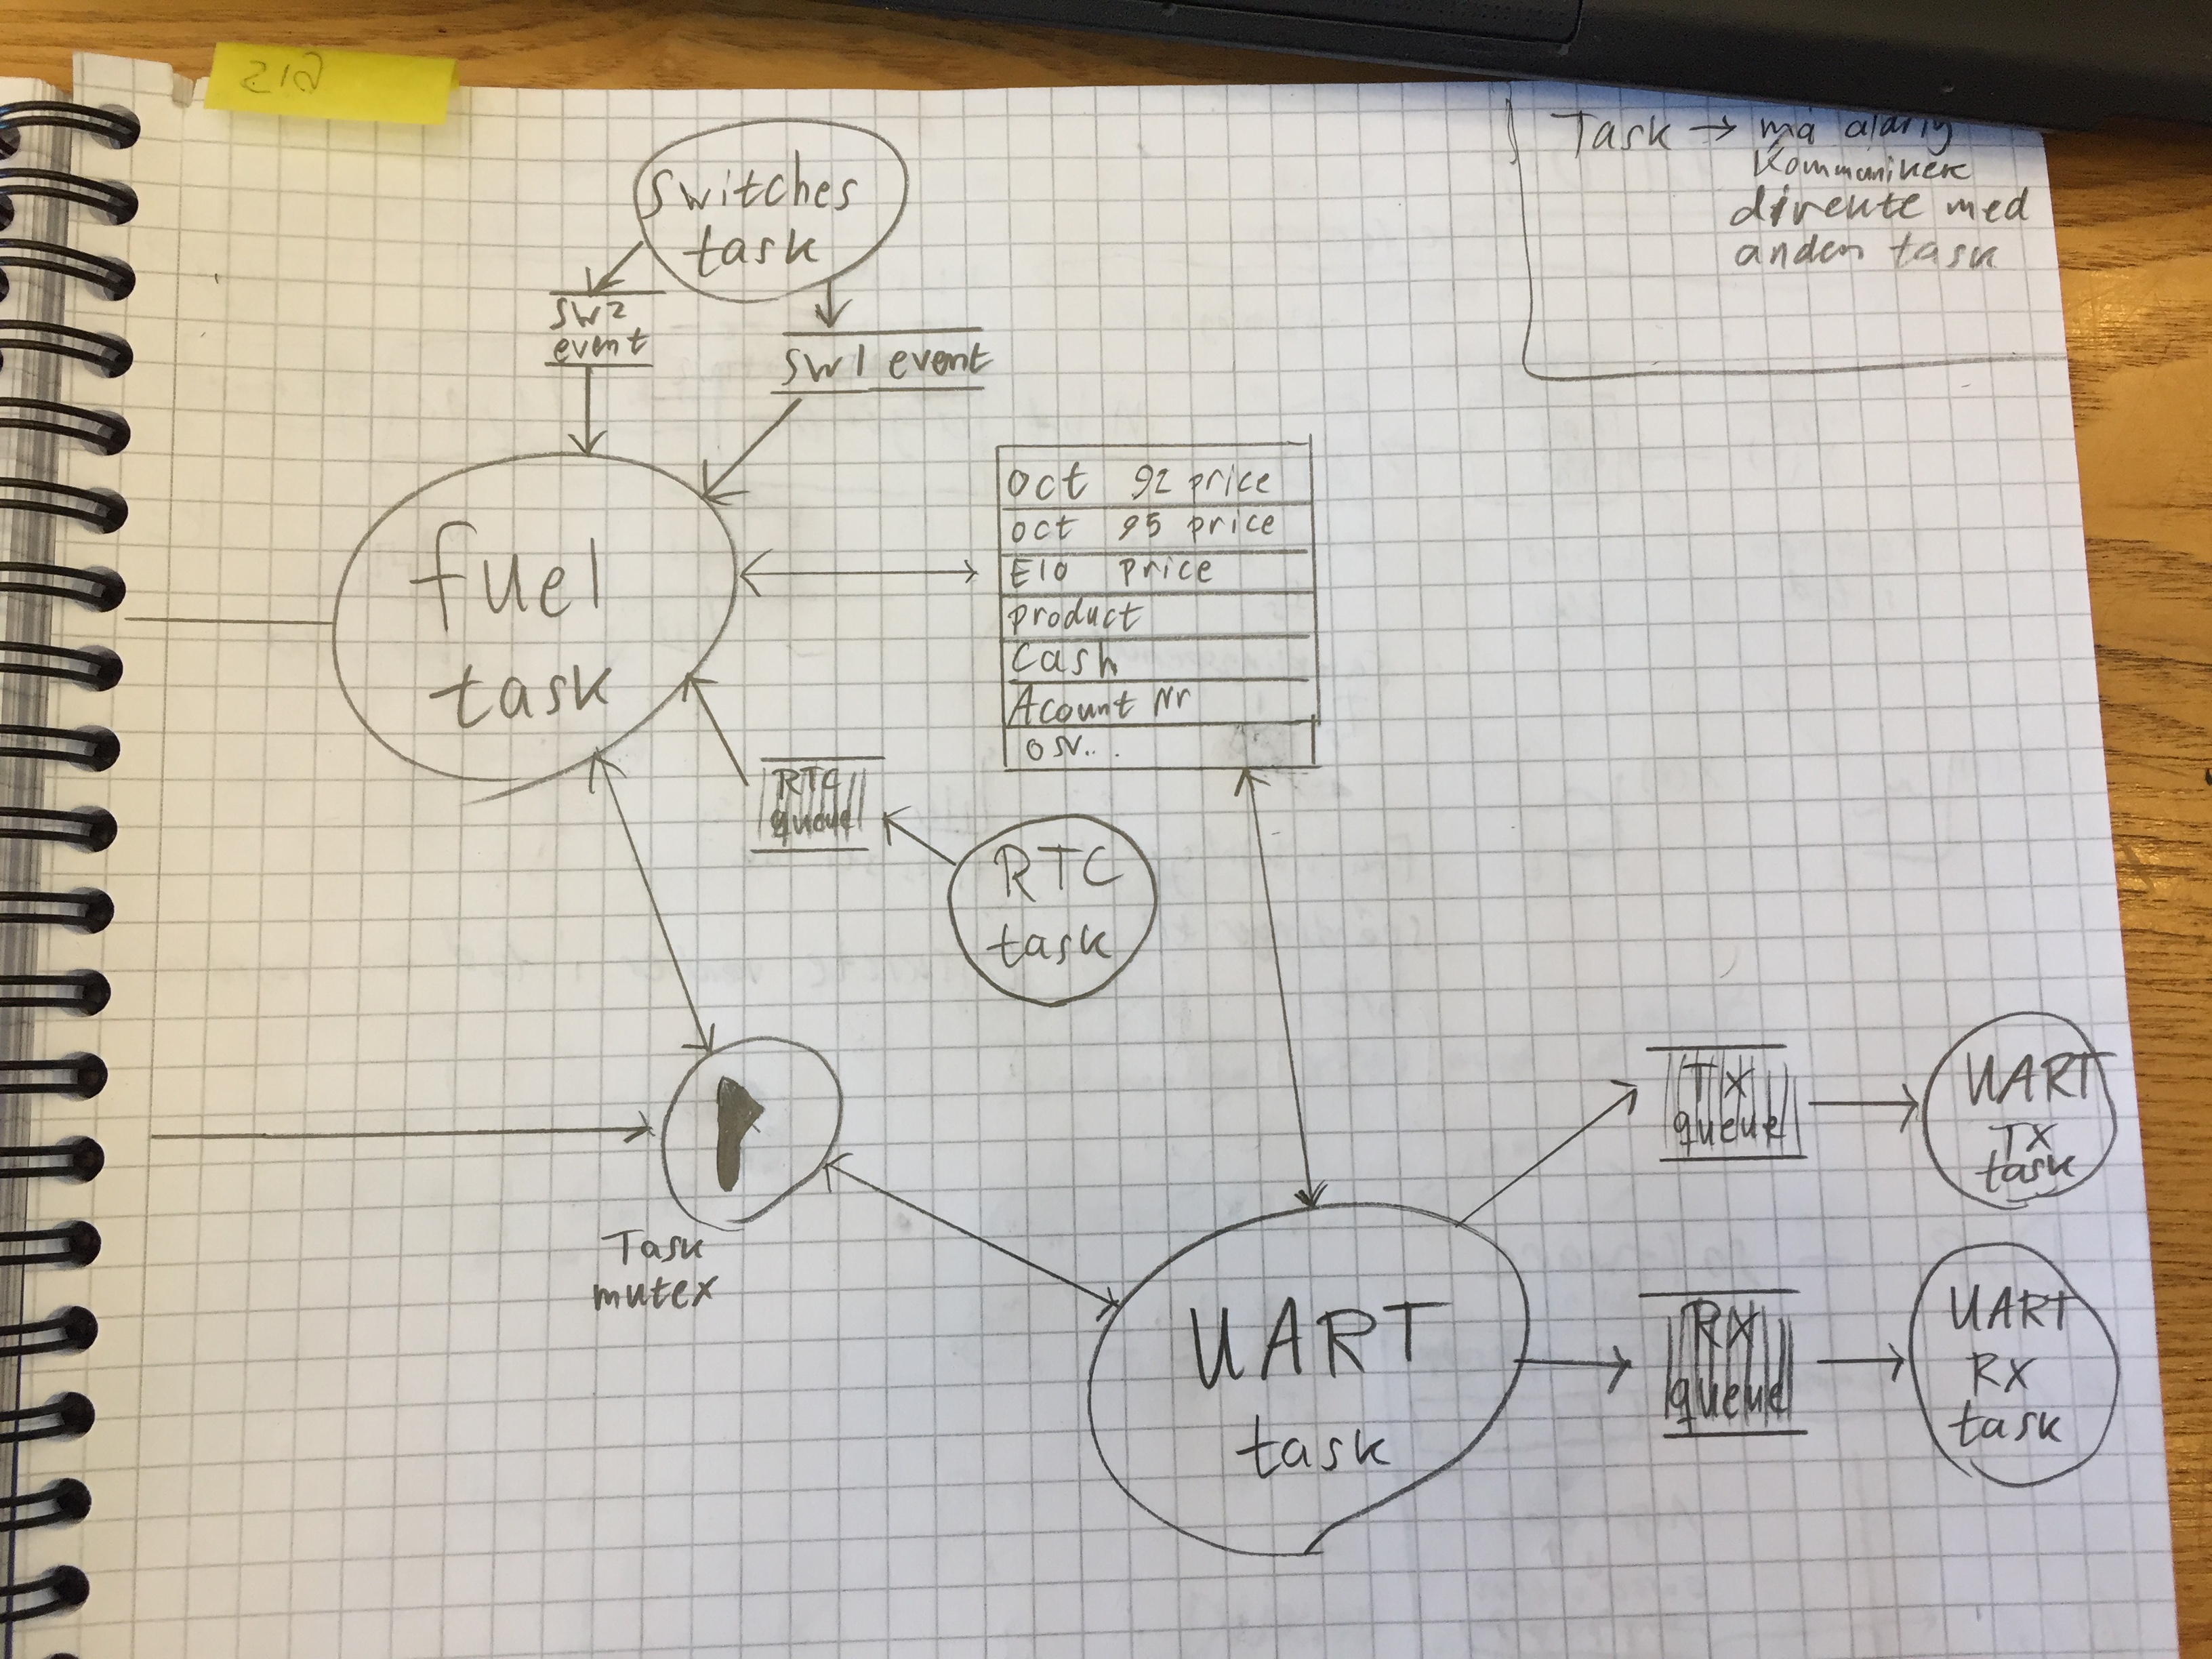 Switches
task
Task → må aldrig
Kommuniker
direkte med
anden task
SW2
event
SW1 event
fuel
task
oct 92 price
oct 95 price
E10 price
product
Cash
Acount Nr
osv...
RTC
queue
RTC
task
Task
mutex
UART
task
TX
queue
UART
TX
task
RX
queue
UART
RX
task